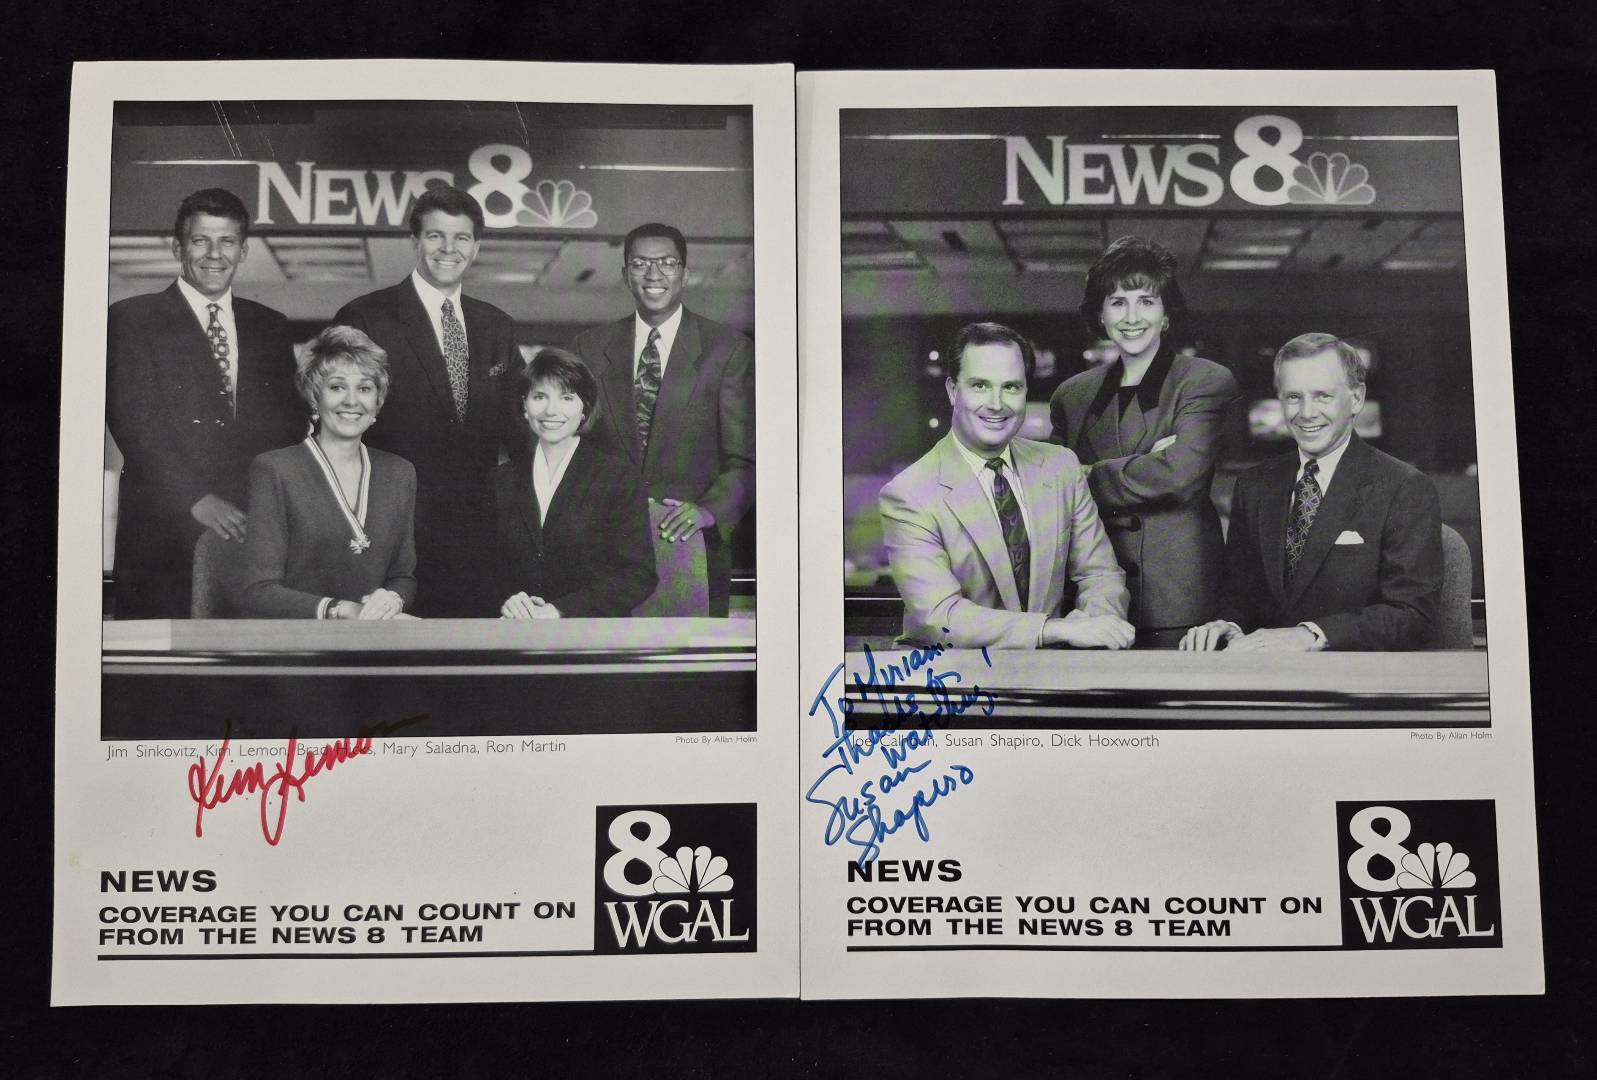 NEWS 8
Jim Sinkovitz, Kim Lemon, Brad Hicks, Mary Saladna, Ron Martin
Photo By Allan Holm
Kim Lemon
NEWS
COVERAGE YOU CAN COUNT ON
FROM THE NEWS 8 TEAM
8
WGAL
NEWS 8
To Miriam:
Thanks for
watching!
Susan
Shapiro
Joe Calhoun, Susan Shapiro, Dick Hoxworth
Photo By Allan Holm
NEWS
COVERAGE YOU CAN COUNT ON
FROM THE NEWS 8 TEAM
8
WGAL